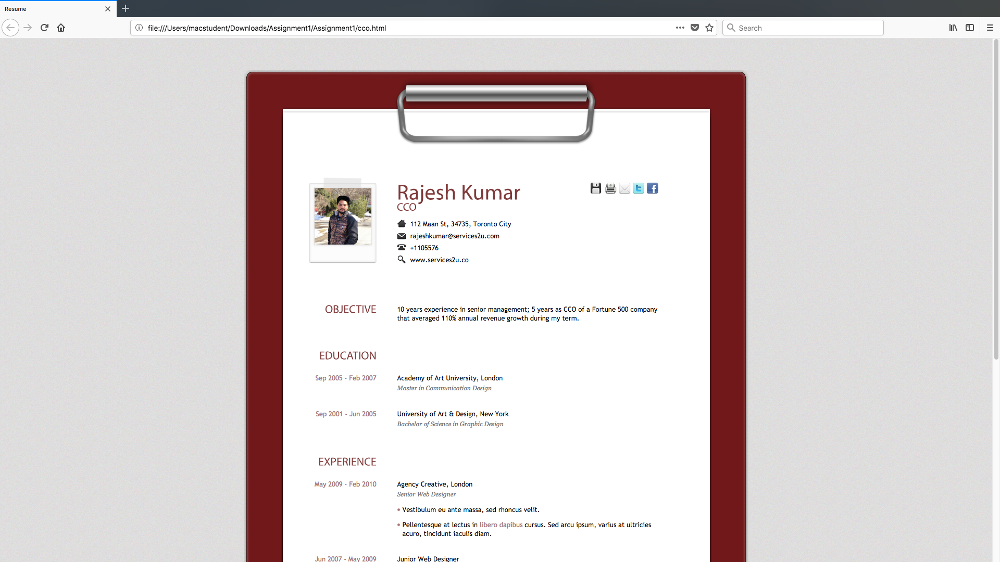 Resume
file:///Users/macstudent/Downloads/Assignment1/Assignment1/cco.html
Search
Rajesh Kumar
CCO
112 Maan St, 34735, Toronto City
rajeshkumar@services2u.com
+1105576
www.services2u.co
OBJECTIVE
10 years experience in senior management; 5 years as CCO of a Fortune 500 company
that averaged 110% annual revenue growth during my term.
EDUCATION
Sep 2005 - Feb 2007
Academy of Art University, London
Master in Communication Design
Sep 2001 - Jun 2005
University of Art & Design, New York
Bachelor of Science in Graphic Design
EXPERIENCE
May 2009 - Feb 2010
Agency Creative, London
Senior Web Designer
• Vestibulum eu ante massa, sed rhoncus velit.
• Pellentesque at lectus in libero dapibus cursus. Sed arcu ipsum, varius at ultricies
acuro, tincidunt iaculis diam.
Jun 2007 - May 2009
Junior Web Designer